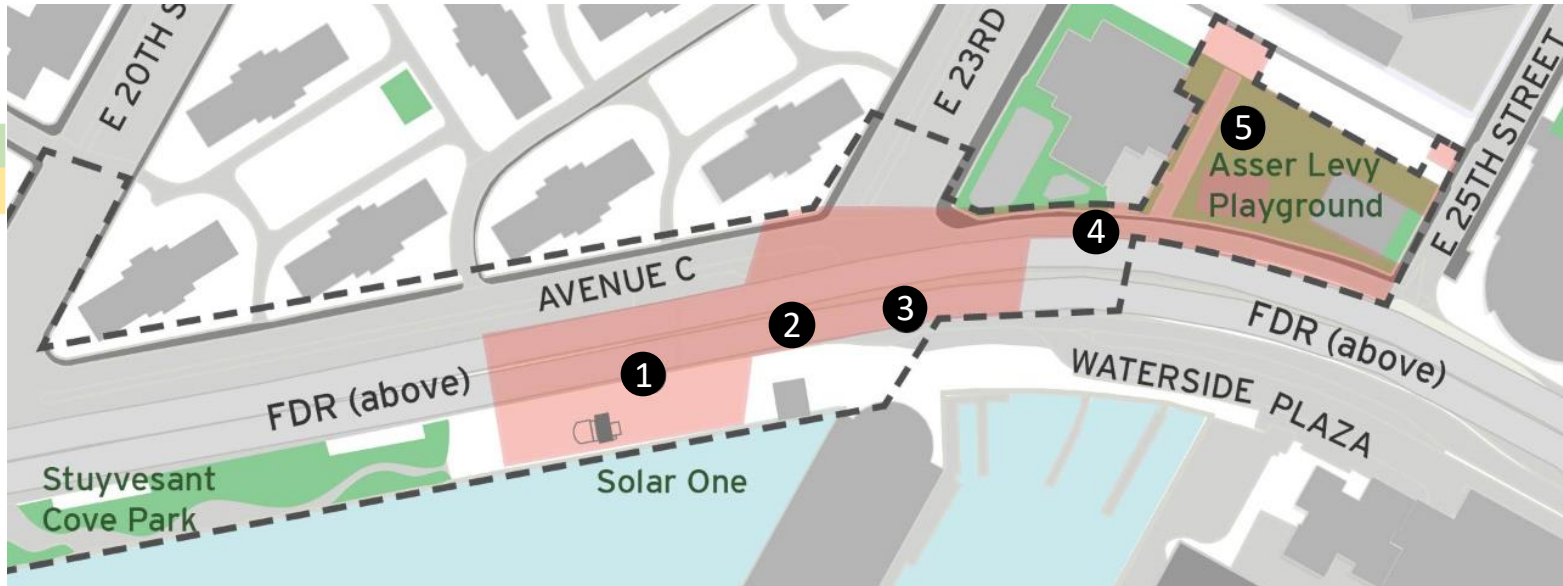 E 20TH S
E 23RD
5
Asser Levy
Playground
E 25TH STREET
4
AVENUE C
3
2
1
FDR (above)
FDR (above)
WATERSIDE PLAZA
Stuyvesant
Cove Park
Solar One